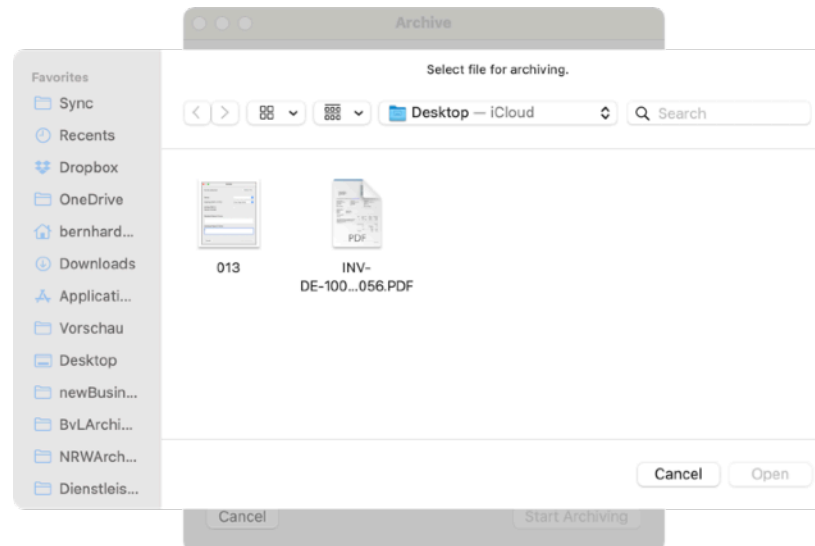 Archive
Select file for archiving.
Favorites
Sync
Recents
Dropbox
OneDrive
bernhard...
Downloads
Applicati...
Vorschau
Desktop
newBusin...
BvLArchi...
NRWArch...
Dienstleis...
Desktop — iCloud
Search
PDF
013
INV-
DE-100...056.PDF
Cancel
Open
Cancel
Start Archiving